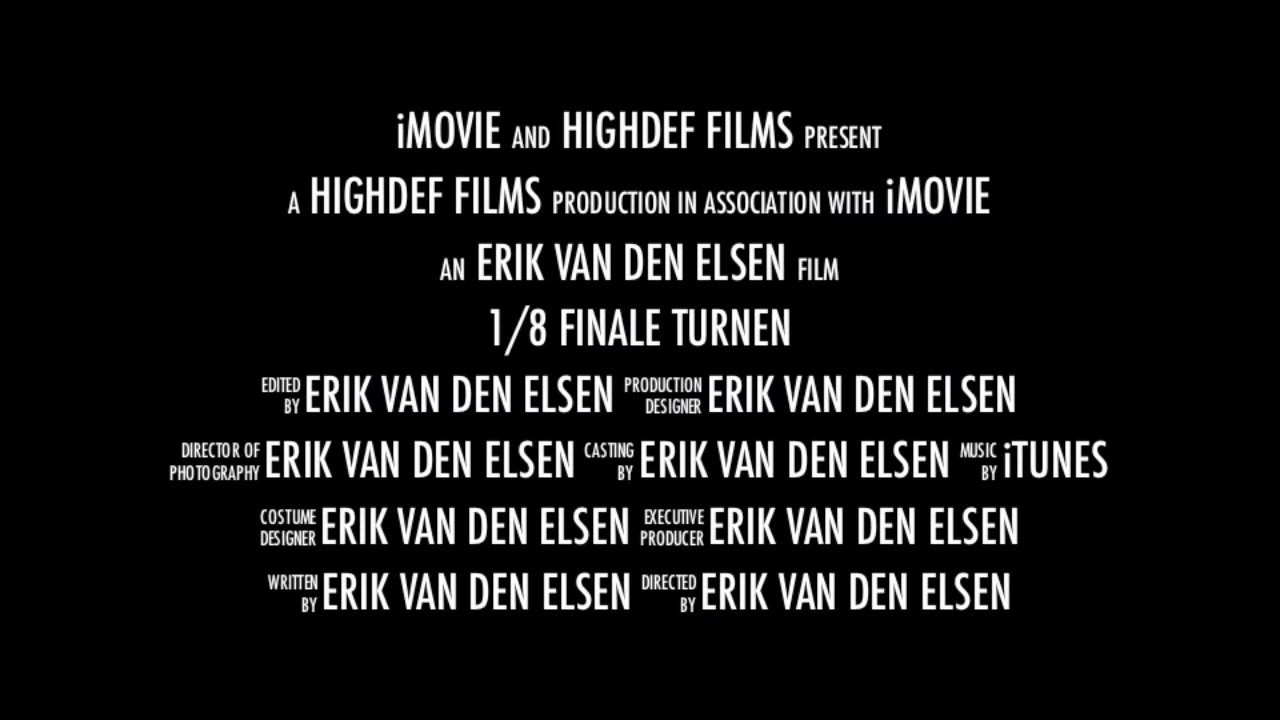 iMOVIE AND HIGHDEF FILMS PRESENT
A HIGHDEF FILMS PRODUCTION IN ASSOCIATION WITH iMOVIE
AN ERIK VAN DEN ELSEN FILM
1/8 FINALE TURNEN
EDITED BY ERIK VAN DEN ELSEN PRODUCTION DESIGNER ERIK VAN DEN ELSEN
DIRECTOR OF PHOTOGRAPHY ERIK VAN DEN ELSEN CASTING BY ERIK VAN DEN ELSEN MUSIC BY iTUNES
COSTUME DESIGNER ERIK VAN DEN ELSEN EXECUTIVE PRODUCER ERIK VAN DEN ELSEN
WRITTEN BY ERIK VAN DEN ELSEN DIRECTED BY ERIK VAN DEN ELSEN